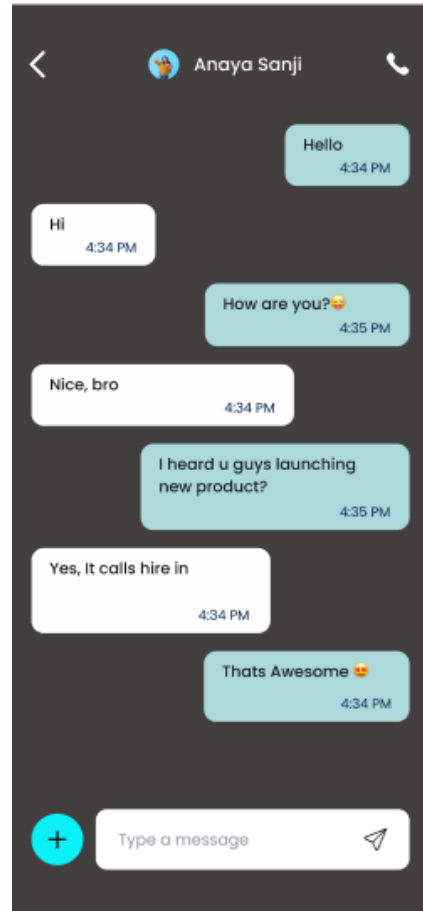 Anaya Sanji
Hello
4:34 PM
Hi
4:34 PM
How are you?😜
4:35 PM
Nice, bro
4:34 PM
I heard u guys launching
new product?
4:35 PM
Yes, It calls hire in
4:34 PM
Thats Awesome 😍
4:34 PM
Type a message